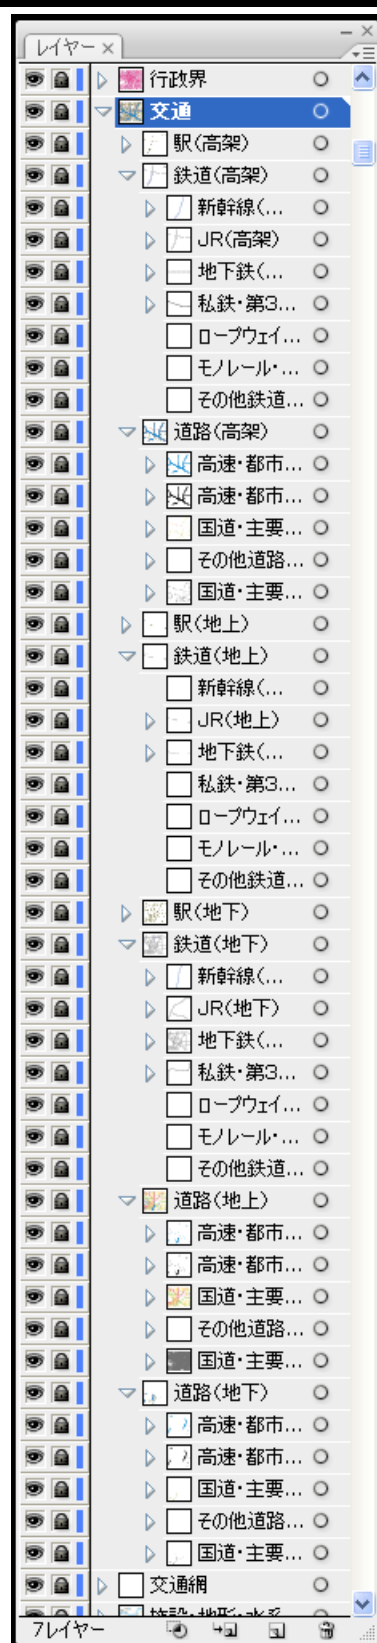 レイヤー
行政界
交通
駅(高架)
鉄道(高架)
新幹線(...
JR(高架)
地下鉄(...
私鉄・第3...
ロープウェイ...
モノレール・...
その他鉄道...
道路(高架)
高速・都市...
高速・都市...
国道・主要...
その他道路...
国道・主要...
駅(地上)
鉄道(地上)
新幹線(...
JR(地上)
地下鉄(...
私鉄・第3...
ロープウェイ...
モノレール・...
その他鉄道...
駅(地下)
鉄道(地下)
新幹線(...
JR(地下)
地下鉄(...
私鉄・第3...
ロープウェイ...
モノレール・...
その他鉄道...
道路(地上)
高速・都市...
高速・都市...
国道・主要...
その他道路...
国道・主要...
道路(地下)
高速・都市...
高速・都市...
国道・主要...
その他道路...
国道・主要...
交通網
7レイヤー